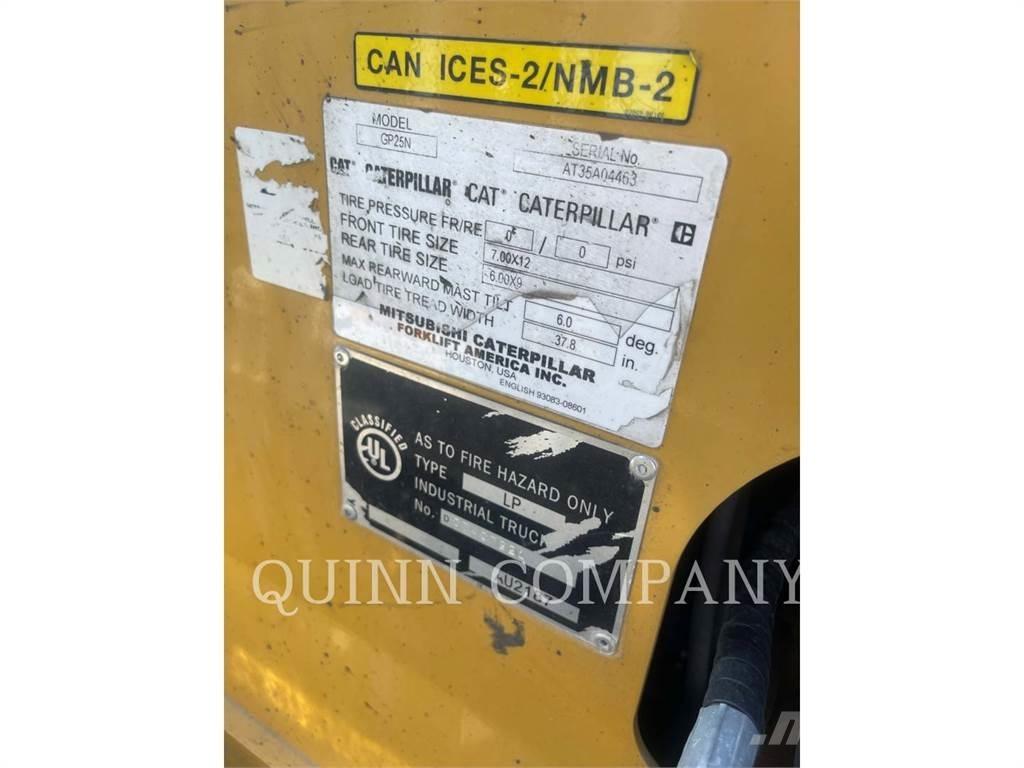 CAN ICES-2/NMB-2
MODEL
GP25N
SERIAL No.
AT35A04463
CAT CATERPILLAR CAT CATERPILLAR
TIRE PRESSURE FR/RE 0 / 0 psi
FRONT TIRE SIZE 7.00X12
REAR TIRE SIZE 6.00X9
MAX REARWARD MAST TILT 6.0 deg.
LOAD TIRE TREAD WIDTH 37.8 in.
MITSUBISHI CATERPILLAR
FORKLIFT AMERICA INC.
HOUSTON, USA
ENGLISH 93083-08601
CLASSIFIED
UL
AS TO FIRE HAZARD ONLY
TYPE LP
INDUSTRIAL TRUCK
No.
QUINN COMPANY